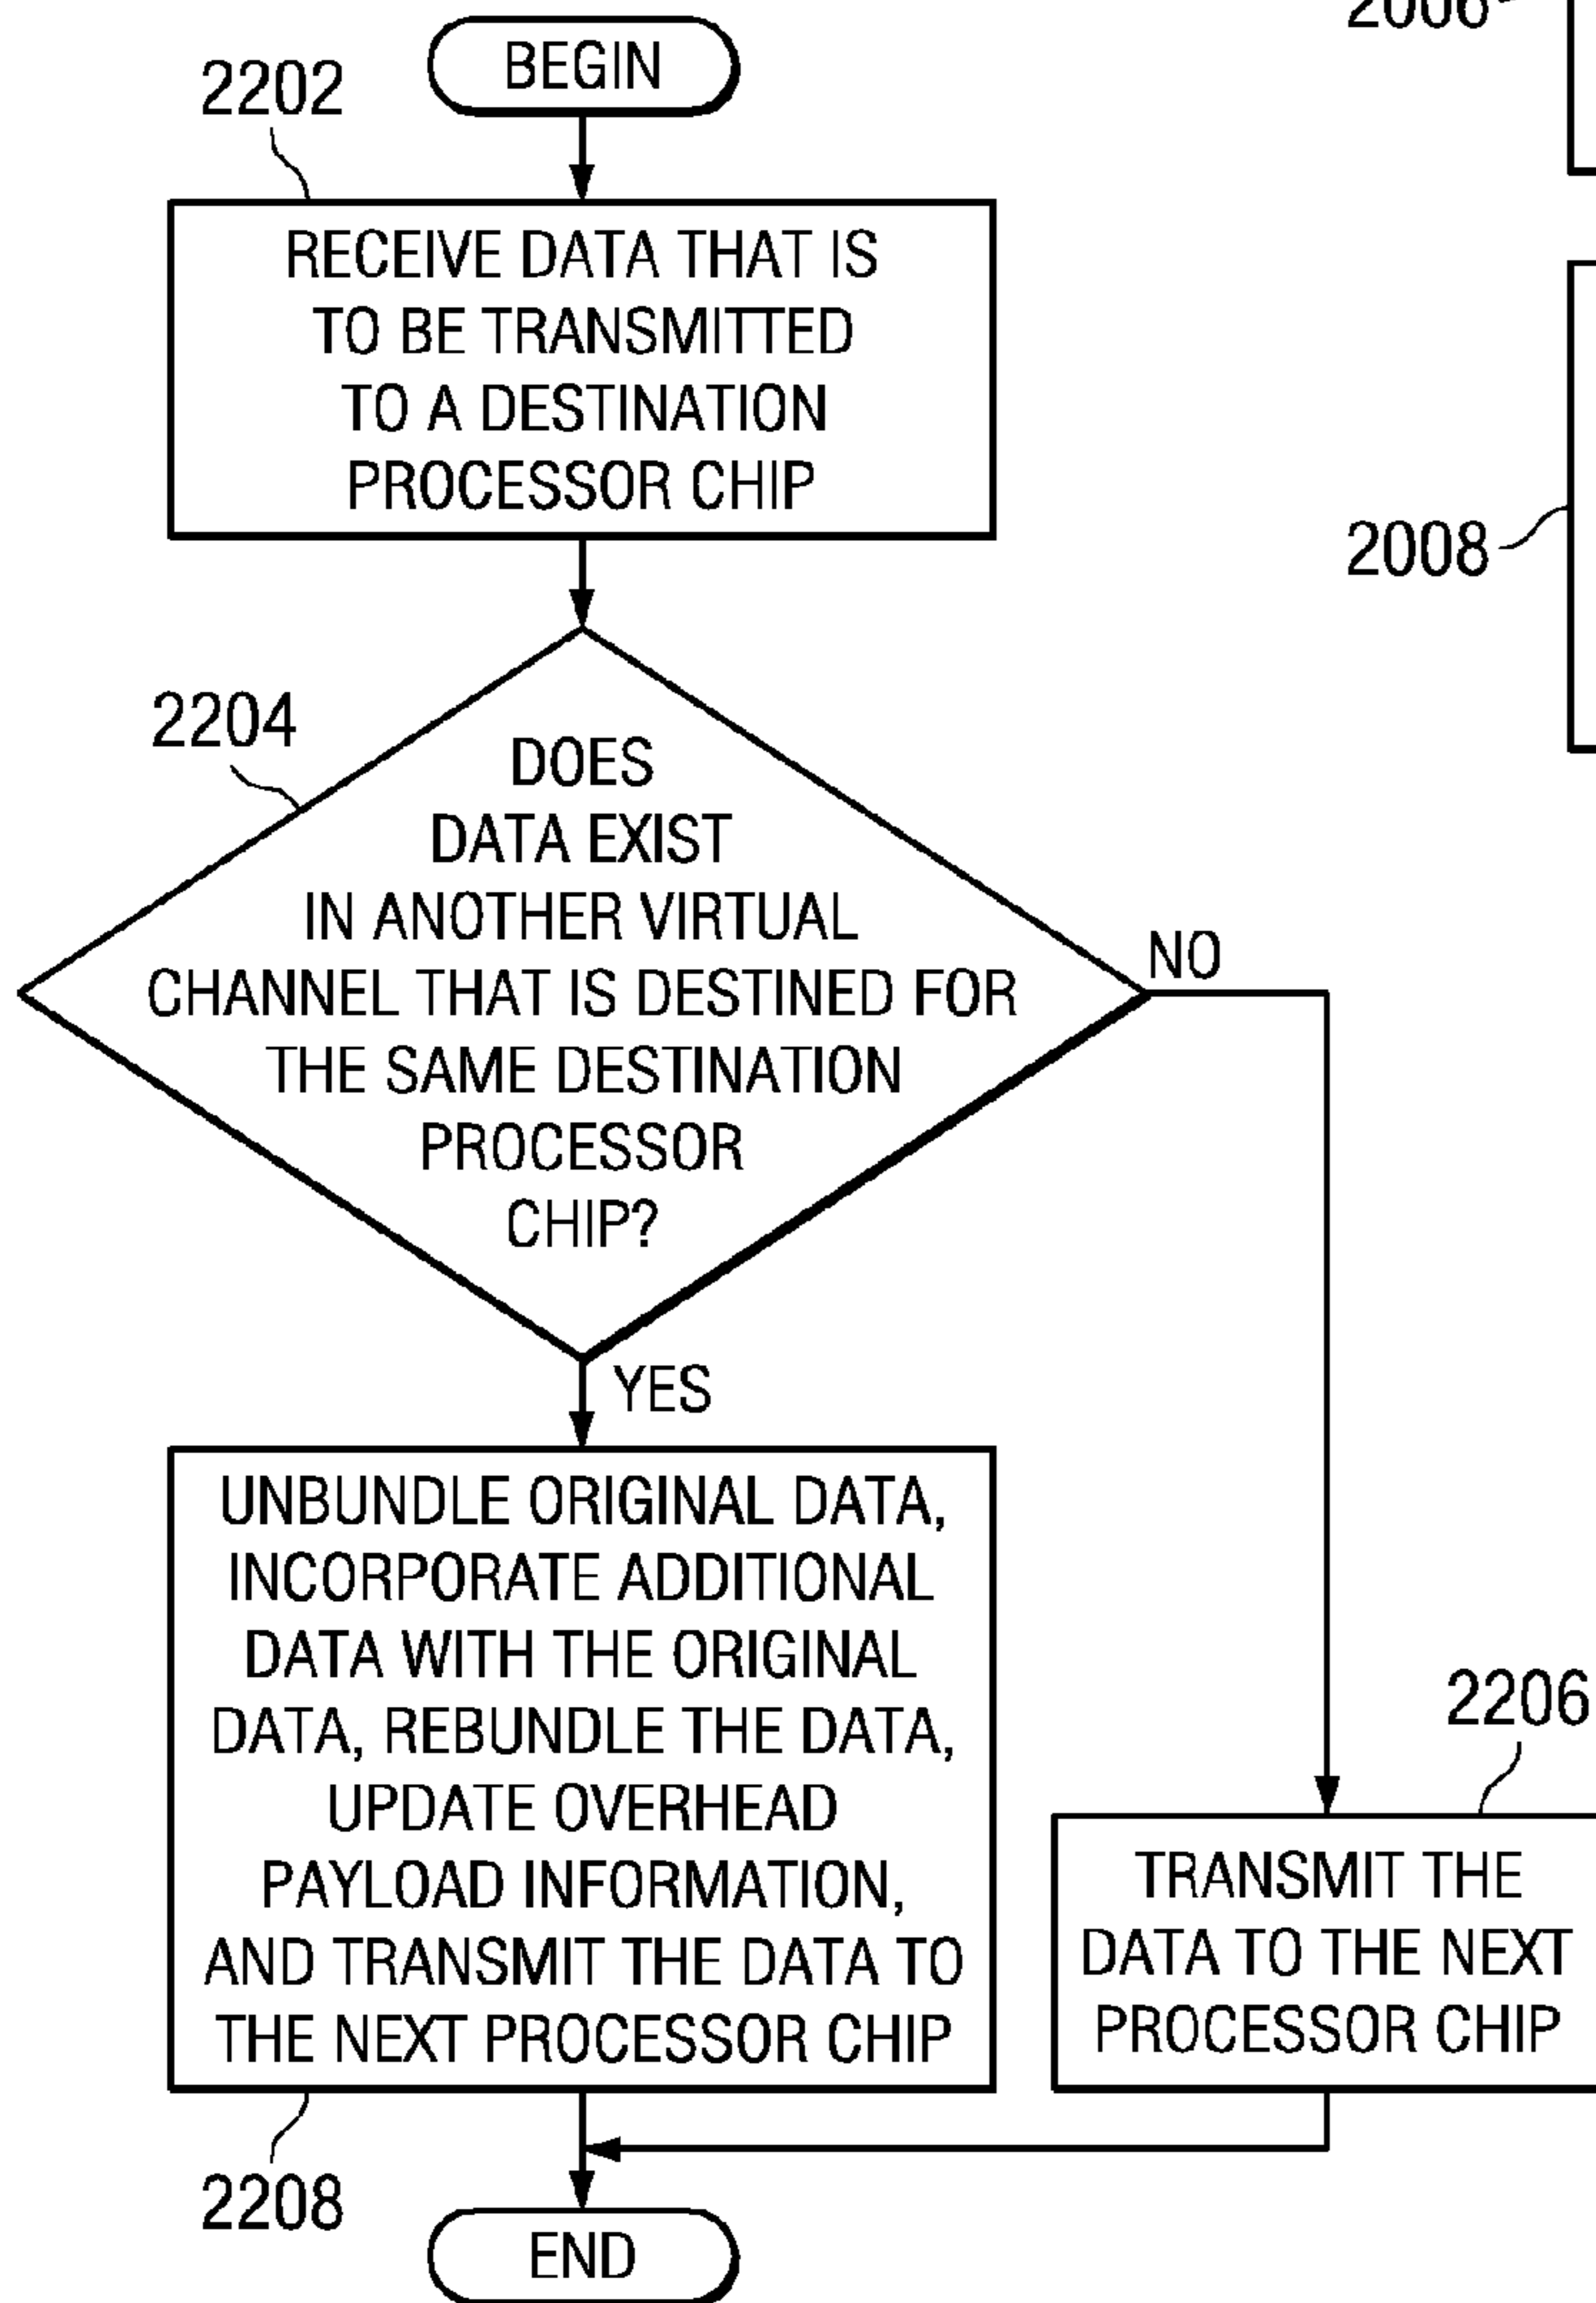 BEGIN
2202
RECEIVE DATA THAT IS
TO BE TRANSMITTED
TO A DESTINATION
PROCESSOR CHIP
2204
DOES
DATA EXIST
IN ANOTHER VIRTUAL
CHANNEL THAT IS DESTINED FOR
THE SAME DESTINATION
PROCESSOR
CHIP?
NO
YES
UNBUNDLE ORIGINAL DATA,
INCORPORATE ADDITIONAL
DATA WITH THE ORIGINAL
DATA, REBUNDLE THE DATA,
UPDATE OVERHEAD
PAYLOAD INFORMATION,
AND TRANSMIT THE DATA TO
THE NEXT PROCESSOR CHIP
2208
2206
TRANSMIT THE
DATA TO THE NEXT
PROCESSOR CHIP
END
2008